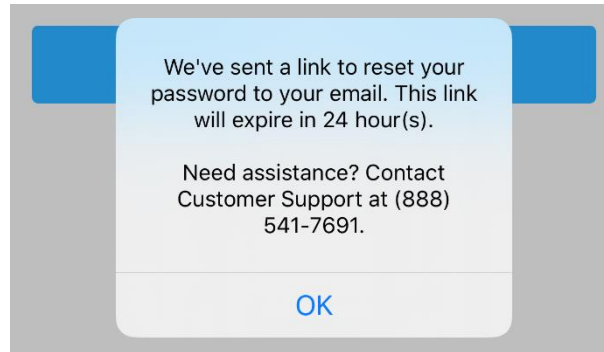 We've sent a link to reset your
password to your email. This link
will expire in 24 hour(s).
Need assistance? Contact
Customer Support at (888)
541-7691.
OK